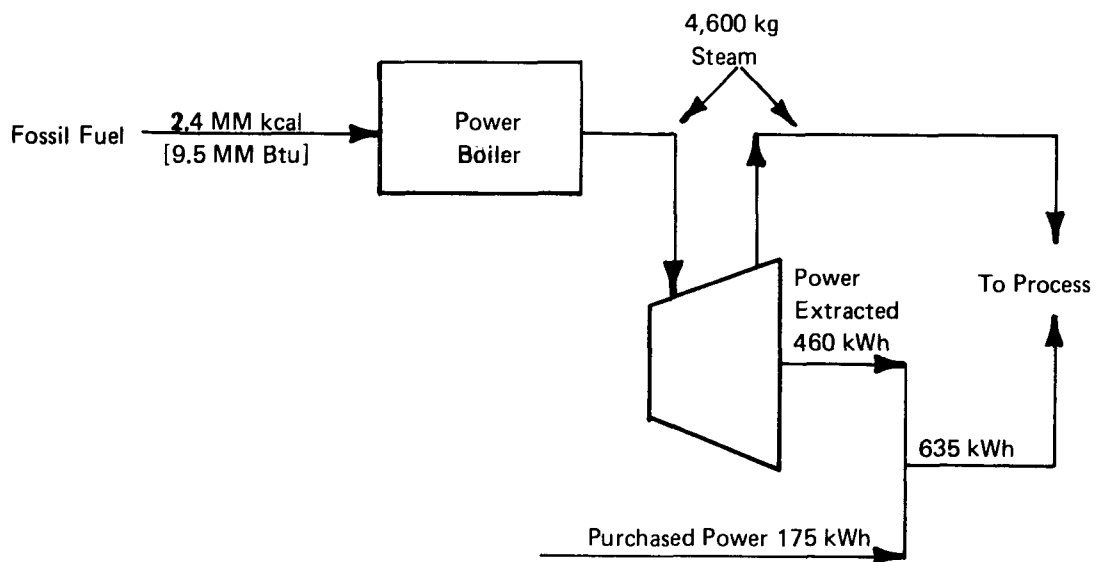 4,600 kg
Steam
Fossil Fuel
2.4 MM kcal
[9.5 MM Btu]
Power
Boiler
Power
Extracted
460 kWh
To Process
635 kWh
Purchased Power 175 kWh